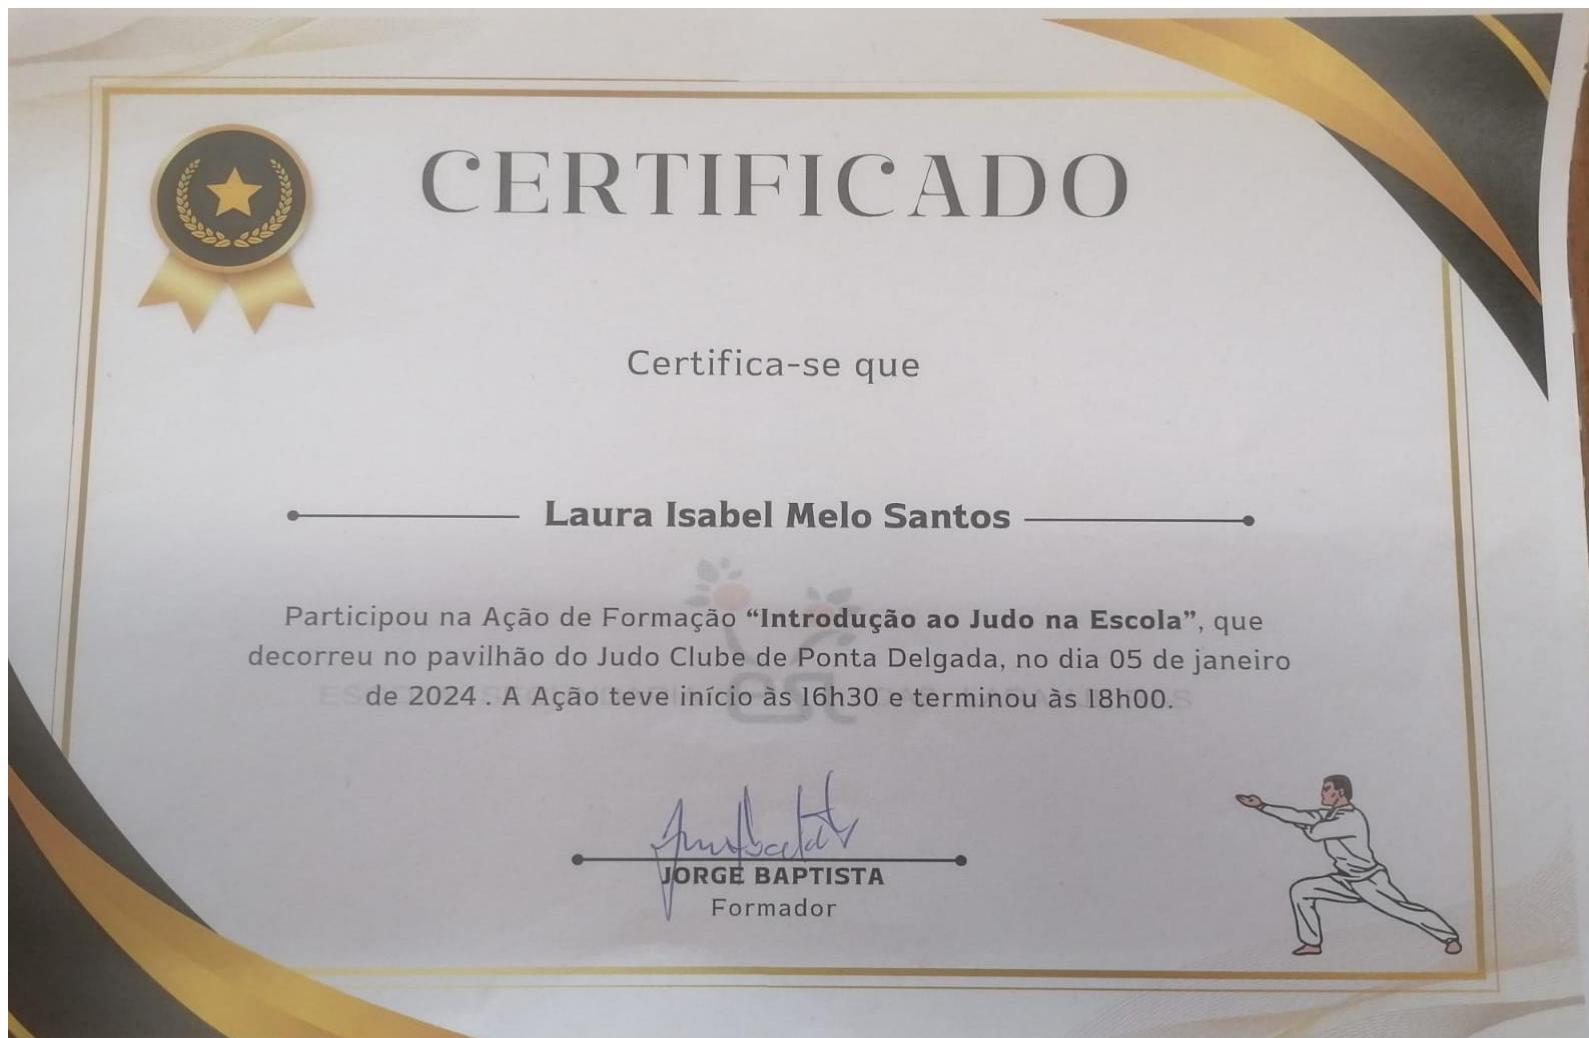 CERTIFICADO
Certifica-se que
Laura Isabel Melo Santos
Participou na Ação de Formação “Introdução ao Judo na Escola”, que
decorreu no pavilhão do Judo Clube de Ponta Delgada, no dia 05 de janeiro
de 2024 . A Ação teve início às 16h30 e terminou às 18h00.
JORGE BAPTISTA
Formador